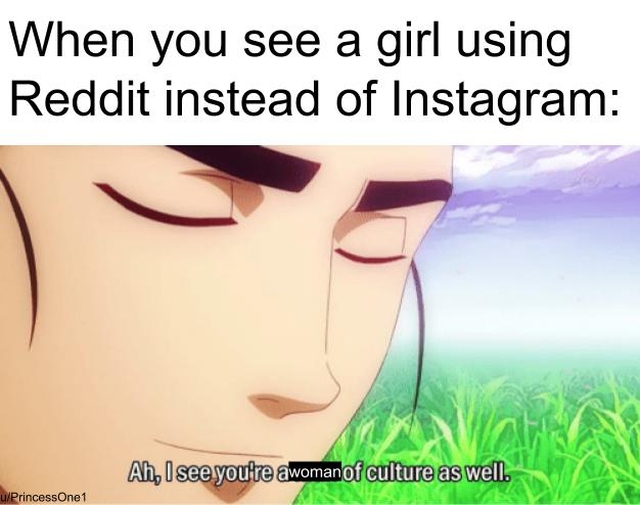 When you see a girl using
Reddit instead of Instagram:
Ah, I see you're a woman of culture as well.
u/PrincessOne1